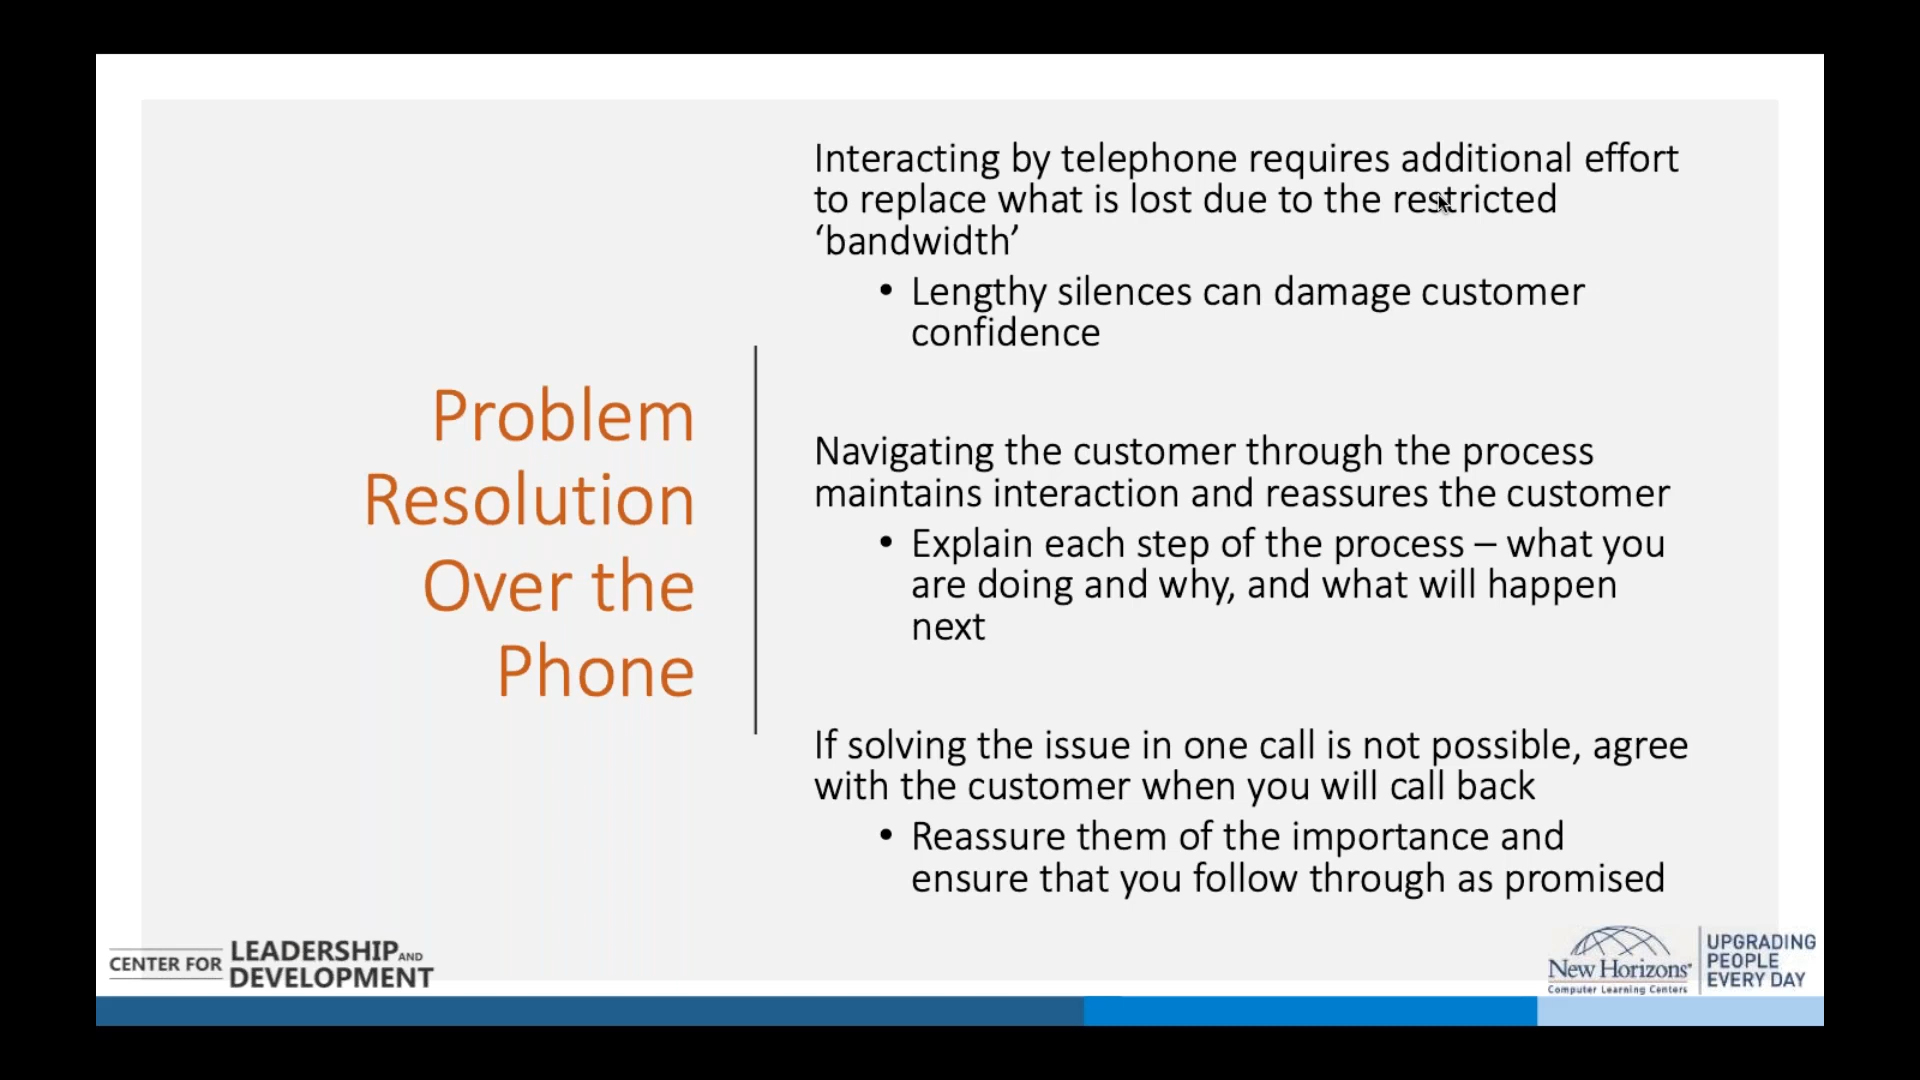 Problem
Resolution
Over the
Phone
Interacting by telephone requires additional effort
to replace what is lost due to the restricted
‘bandwidth’
• Lengthy silences can damage customer
confidence
Navigating the customer through the process
maintains interaction and reassures the customer
• Explain each step of the process – what you
are doing and why, and what will happen
next
If solving the issue in one call is not possible, agree
with the customer when you will call back
• Reassure them of the importance and
ensure that you follow through as promised
CENTER FOR LEADERSHIP AND
DEVELOPMENT
New Horizons®
Computer Learning Centers
UPGRADING
PEOPLE
EVERY DAY